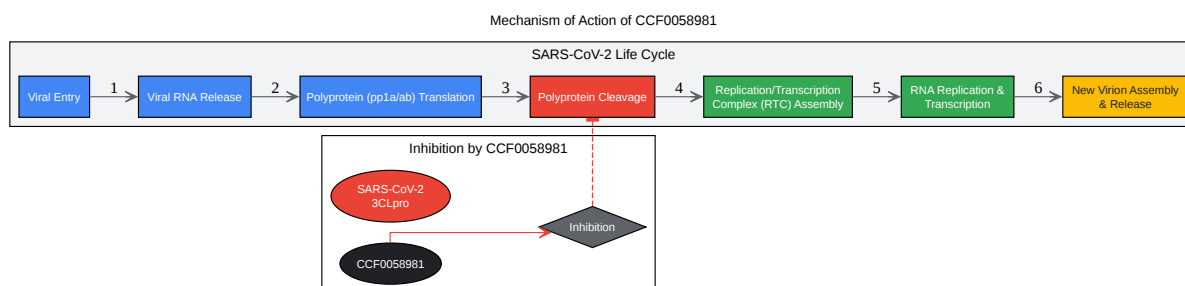 Mechanism of Action of CCF0058981
SARS-CoV-2 Life Cycle
Viral Entry
1
Viral RNA Release
2
Polyprotein (pp1a/ab) Translation
3
Polyprotein Cleavage
4
Replication/Transcription
Complex (RTC) Assembly
5
RNA Replication &
Transcription
6
New Virion Assembly
& Release
Inhibition by CCF0058981
SARS-CoV-2
3CLpro
Inhibition
CCF0058981